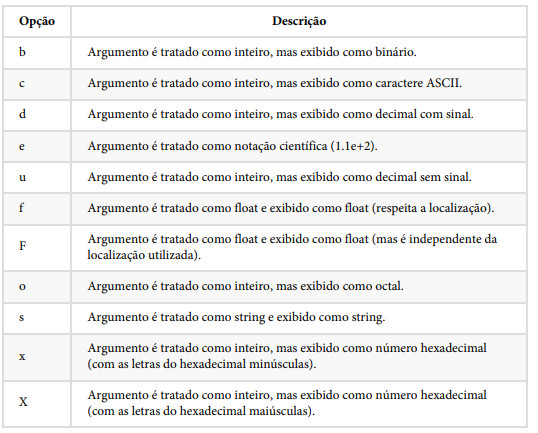 Opção Descrição
b Argumento é tratado como inteiro, mas exibido como binário.
c Argumento é tratado como inteiro, mas exibido como caractere ASCII.
d Argumento é tratado como inteiro, mas exibido como decimal com sinal.
e Argumento é tratado como notação científica (1.1e+2).
u Argumento é tratado como inteiro, mas exibido como decimal sem sinal.
f Argumento é tratado como float e exibido como float (respeita a localização).
F Argumento é tratado como float e exibido como float (mas é independente da
localização utilizada).
o Argumento é tratado como inteiro, mas exibido como octal.
s Argumento é tratado como string e exibido como string.
x Argumento é tratado como inteiro, mas exibido como número hexadecimal
(com as letras do hexadecimal minúsculas).
X Argumento é tratado como inteiro, mas exibido como número hexadecimal
(com as letras do hexadecimal maiúsculas).